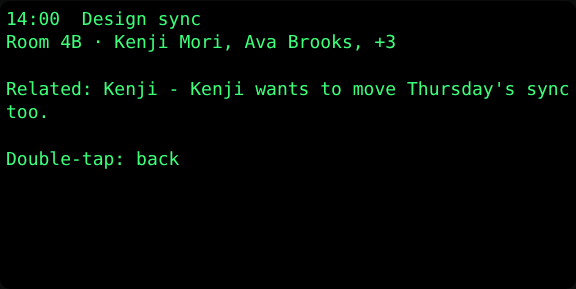 14:00  Design sync
Room 4B · Kenji Mori, Ava Brooks, +3
Related: Kenji - Kenji wants to move Thursday's sync
too.
Double-tap: back